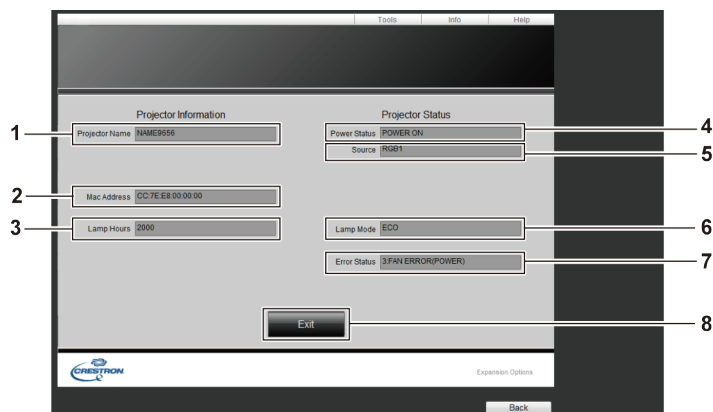 Tools Info Help
Projector Information Projector Status
1 Projector Name NAME9656 Power Status POWER ON 4
Source RGB1 5
2 Mac Address CC:7E:E8:00:00:00
3 Lamp Hours 2000 Lamp Mode ECO 6
Error Status 3:FAN ERROR(POWER) 7
Exit 8
CRESTRON Expansion Options
Back